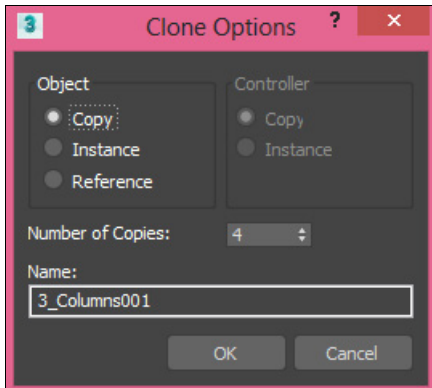 3 Clone Options ? ×
Object
Controller
Copy
Copy
Instance
Instance
Reference
Number of Copies: 4
Name:
3_Columns001
OK Cancel